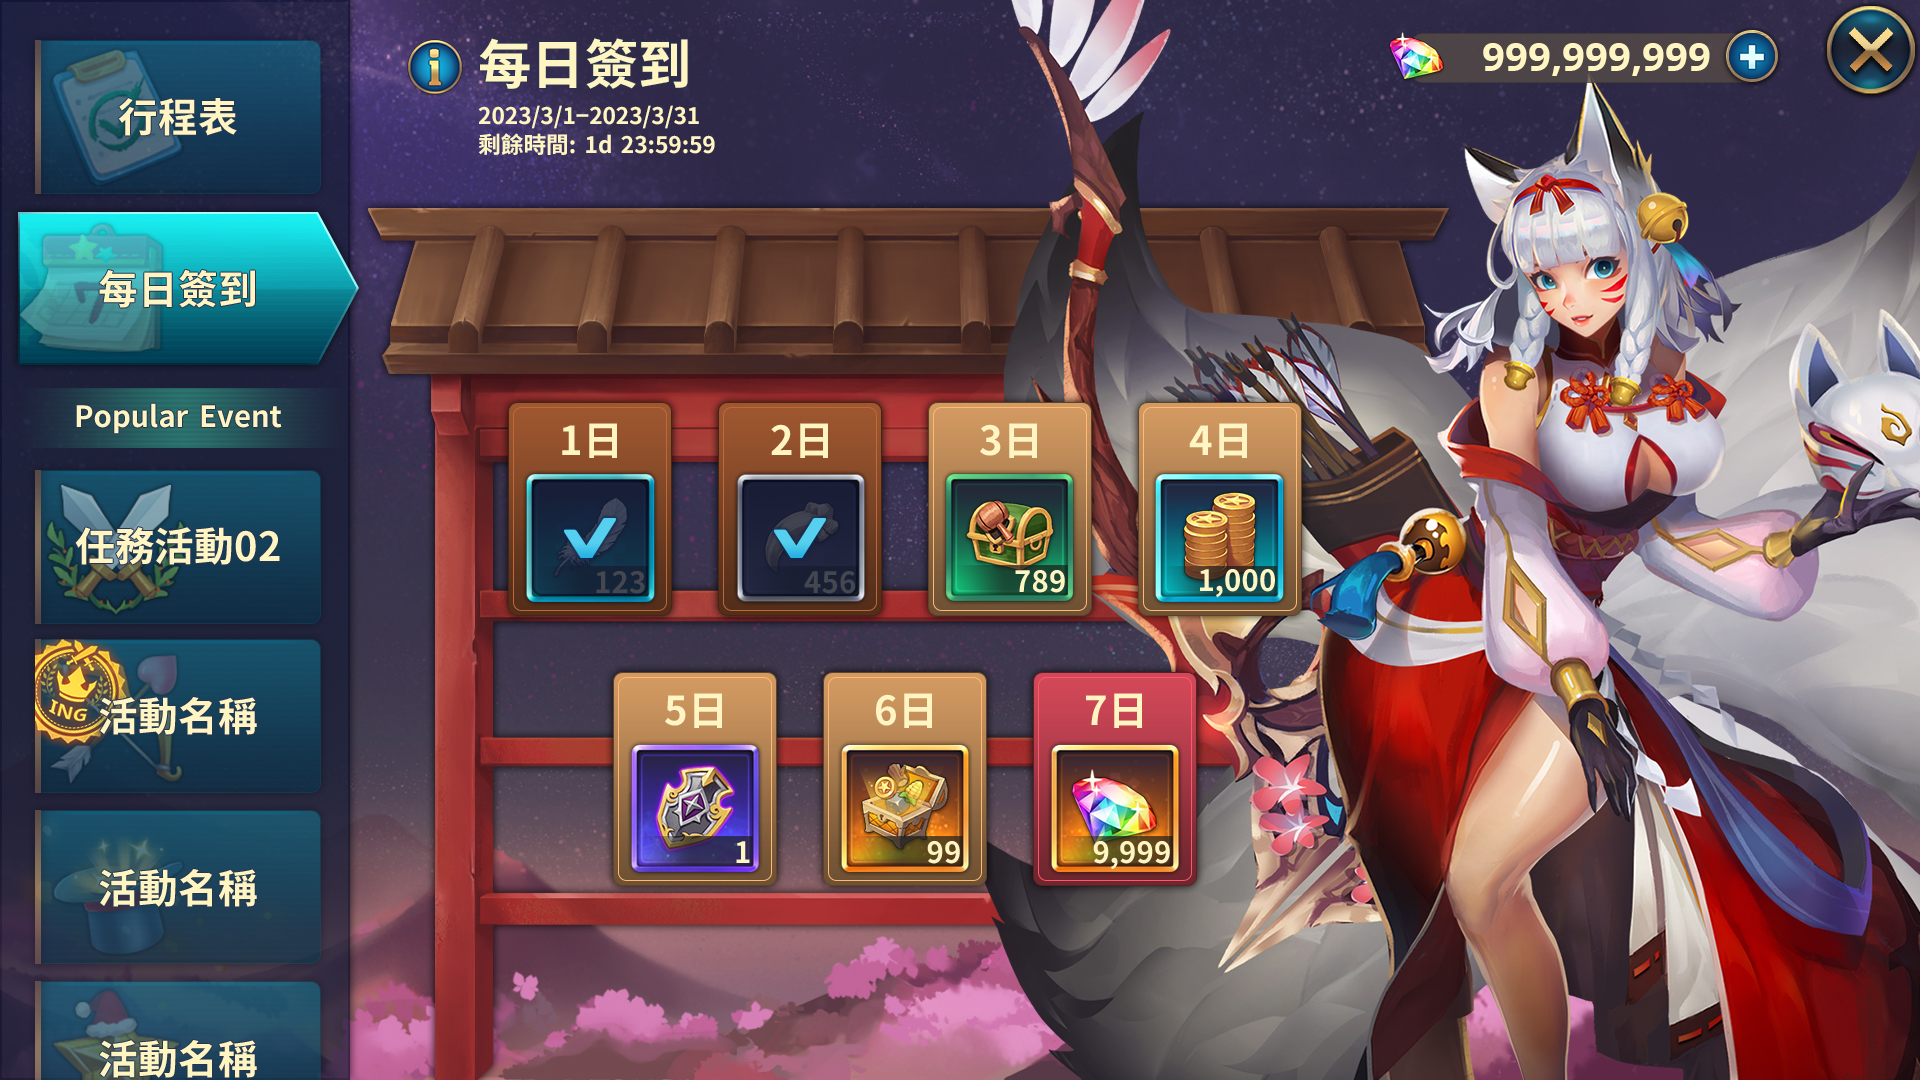 行程表
每日簽到
Popular Event
任務活動02
ING
活動名稱
活動名稱
活動名稱
每日簽到
2023/3/1-2023/3/31
剩餘時間: 1d 23:59:59
999,999,999
1日
2日
3日
4日
123
456
789
1,000
5日
6日
7日
1
99
9,999